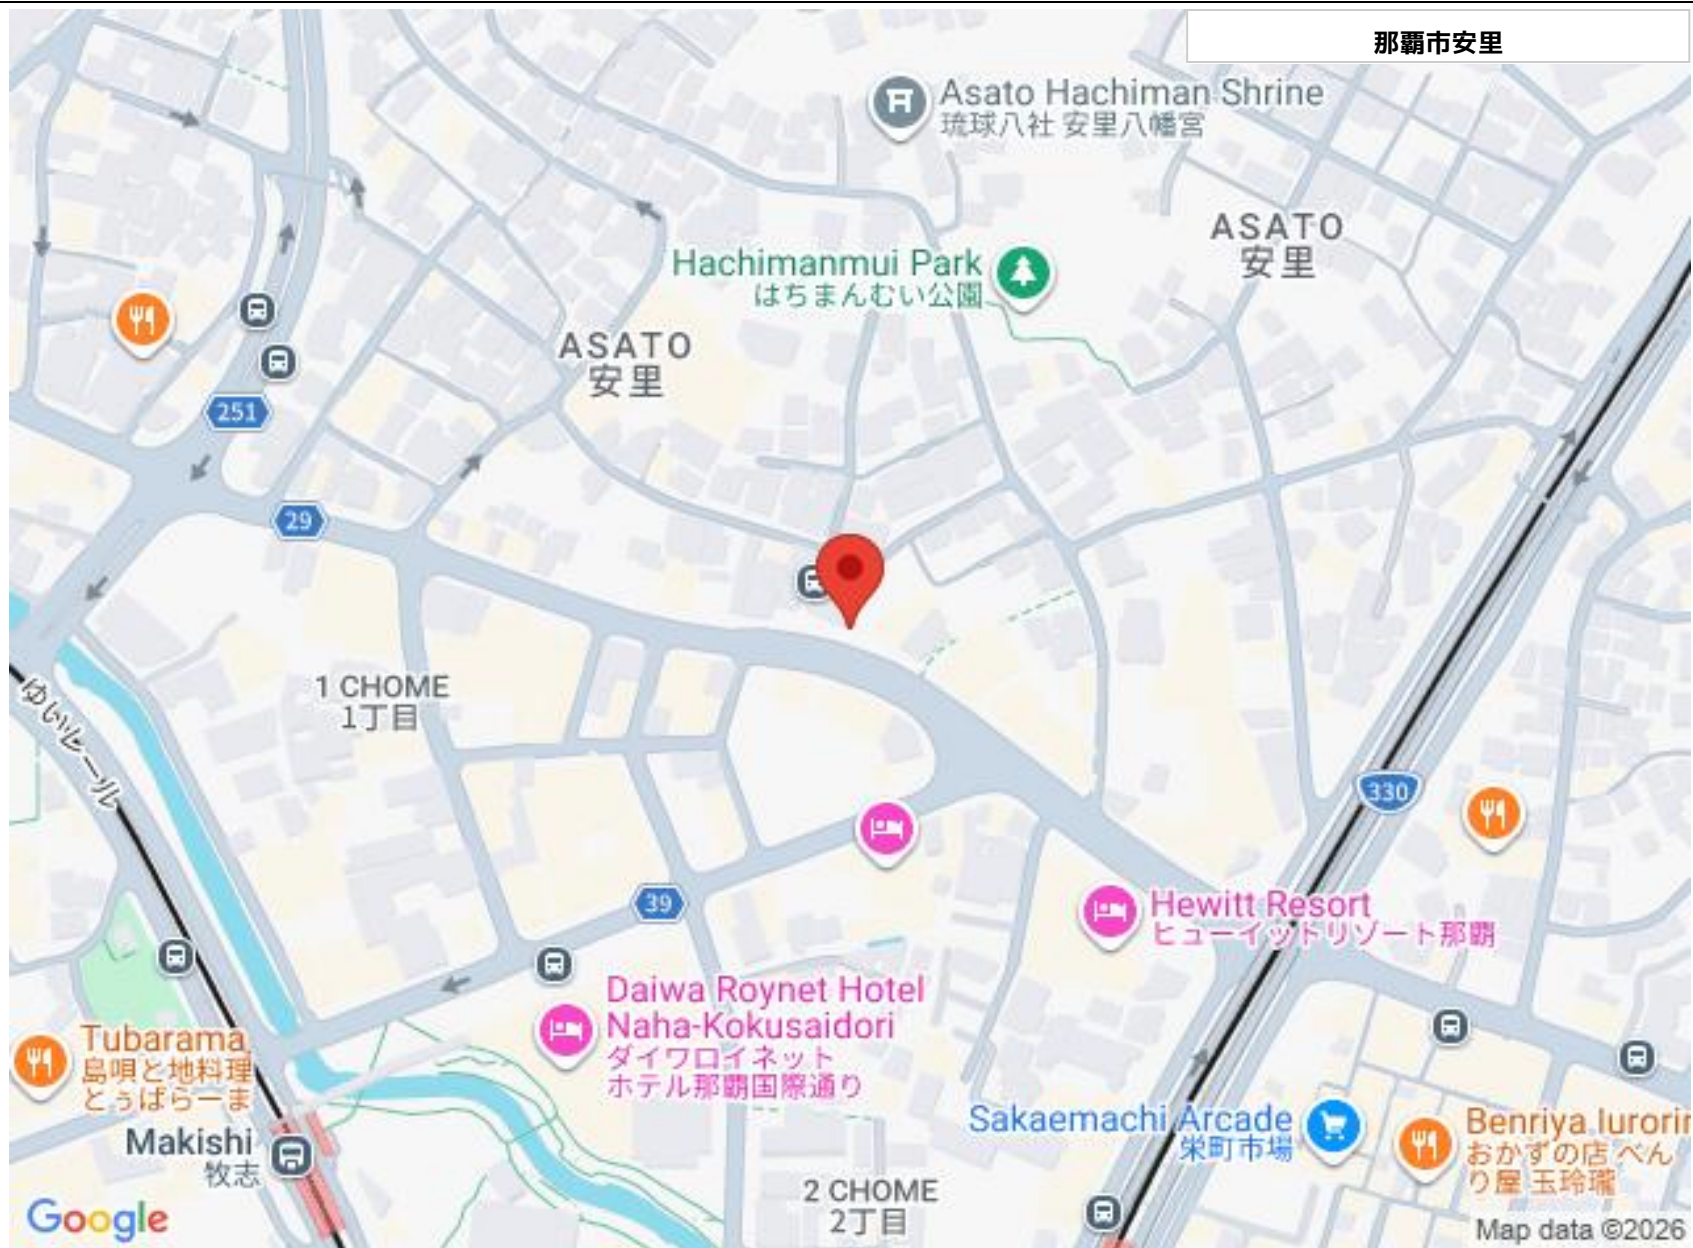 那覇市安里
Asato Hachiman Shrine
琉球八社 安里八幡宮
ASATO
安里
Hachimanmui Park
はちまんむい公園
ASATO
安里
251
29
1 CHOME
1丁目
ゆいレール
330
39
Hewitt Resort
ヒューイットリゾート那覇
Daiwa Roynet Hotel
Naha-Kokusaidori
ダイワロイネット
ホテル那覇国際通り
Tubarama
島唄と地料理
とぅばらーま
Makishi
牧志
Sakaemachi Arcade
栄町市場
Benriya Iurorin
おかずの店 べん
り屋 玉玲瓏
2 CHOME
2丁目
Google
Map data ©2026